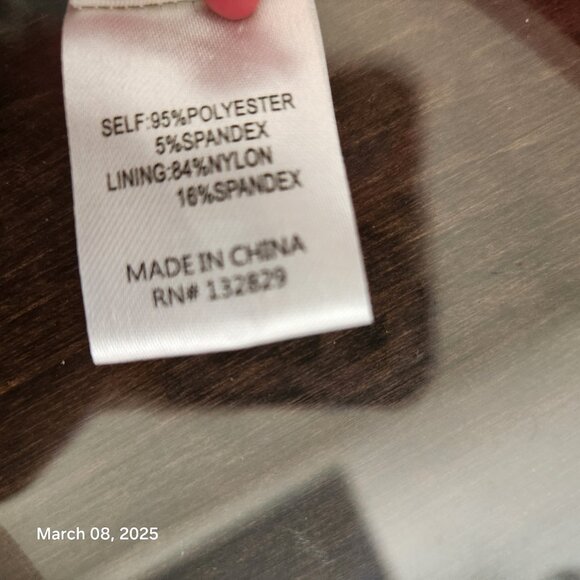 SELF:95%POLYESTER
5%SPANDEX
LINING:84%NYLON
16%SPANDEX
MADE IN CHINA
RN# 132829
March 08, 2025